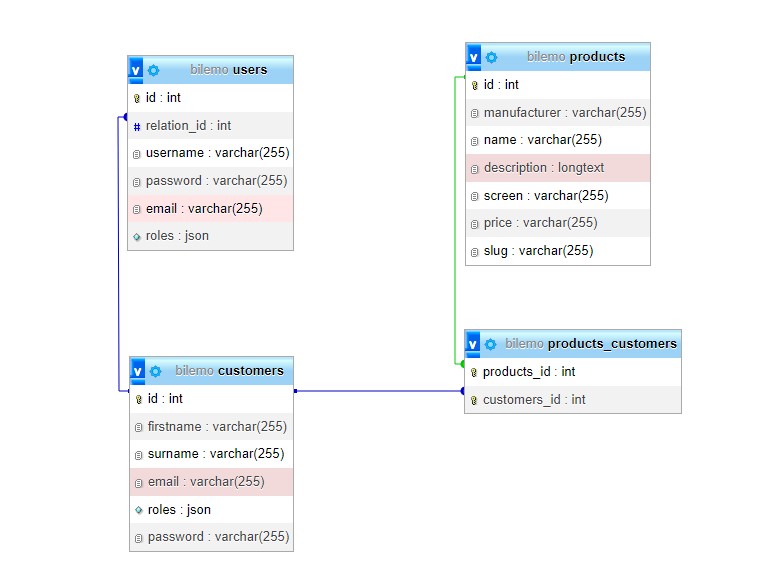 bilemo users
id : int
relation_id : int
username : varchar(255)
password : varchar(255)
email : varchar(255)
roles : json
bilemo products
id : int
manufacturer : varchar(255)
name : varchar(255)
description : longtext
screen : varchar(255)
price : varchar(255)
slug : varchar(255)
bilemo customers
id : int
firstname : varchar(255)
surname : varchar(255)
email : varchar(255)
roles : json
password : varchar(255)
bilemo products_customers
products_id : int
customers_id : int